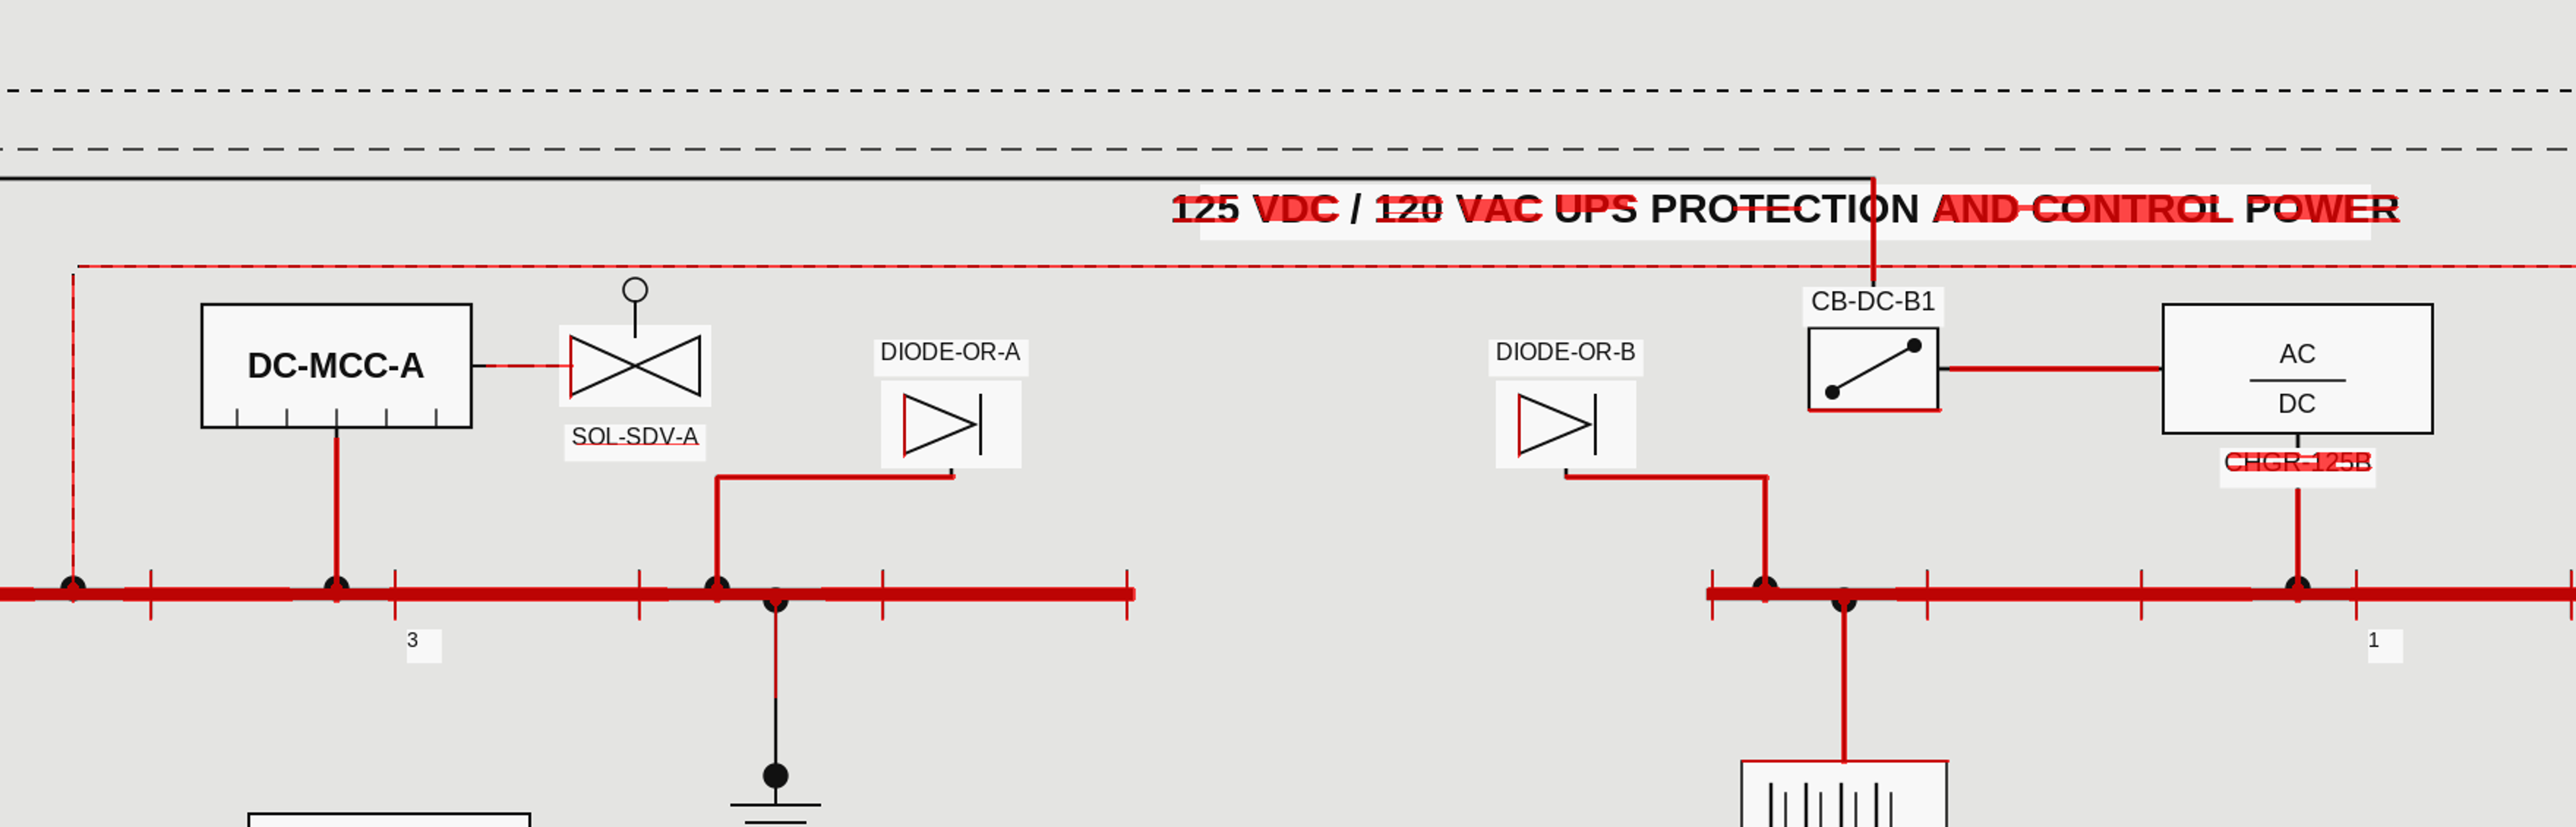 125 VDC / 120 VAC UPS PROTECTION AND CONTROL POWER
CB-DC-B1
DC-MCC-A
DIODE-OR-A
DIODE-OR-B
AC
DC
SOL-SDV-A
CHGR-125B
3
1